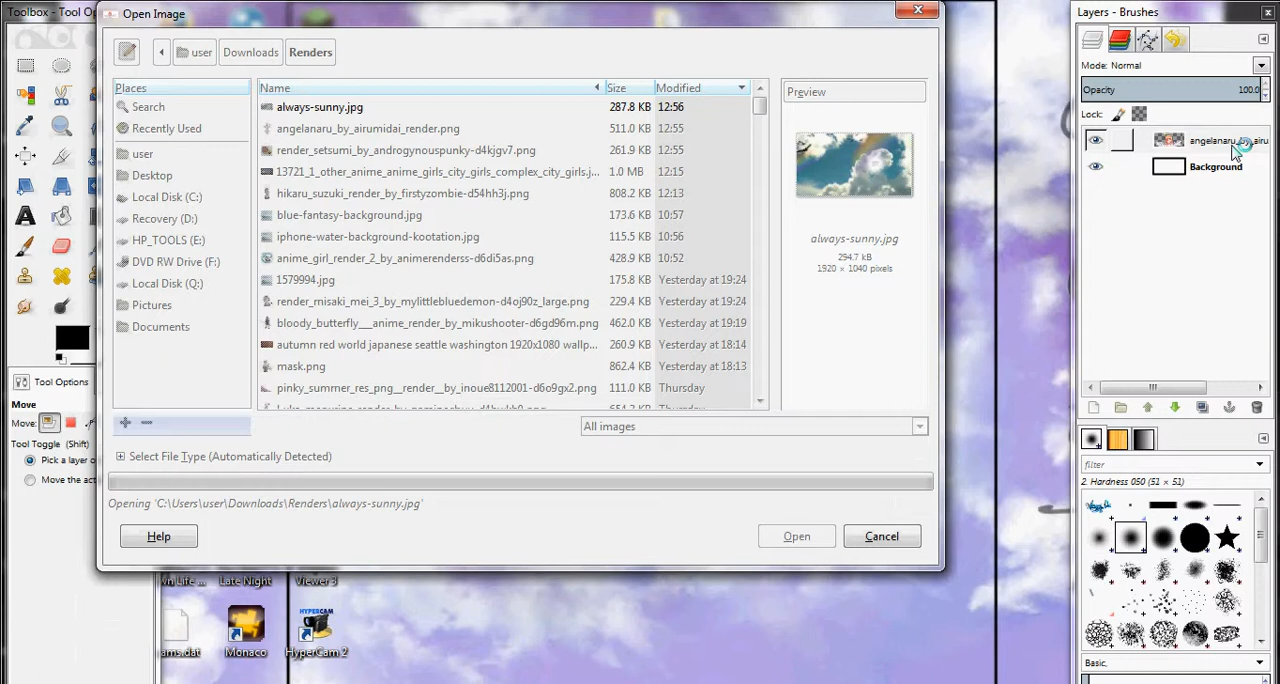 Toolbox - Tool Op
Open Image
Layers - Brushes
user
Downloads
Renders
Mode: Normal
Places
Name
Size
Modified
Preview
Opacity
100.0
Search
always-sunny.jpg
287.8 KB
12:56
Lock:
Recently Used
angelanaru_by_airumidai_render.png
511.0 KB
12:55
angelanaru_by_airu
user
render_setsumi_by_androgynouspunky-d4kjgv7.png
261.9 KB
12:55
Background
Desktop
13721_1_other_anime_anime_girls_city_girls_complex_city_girls_j...
1.0 MB
12:15
Local Disk (C:)
hikaru_suzuki_render_by_firstyzombie-d54hh3j.png
808.2 KB
12:13
Recovery (D:)
blue-fantasy-background.jpg
173.6 KB
10:57
HP_TOOLS (E:)
iphone-water-background-kootation.jpg
115.5 KB
10:56
always-sunny.jpg
294.7 KB
1920 × 1040 pixels
DVD RW Drive (F:)
anime_girl_render_2_by_animerenderss-d6di5as.png
428.9 KB
10:52
Local Disk (Q:)
1579994.jpg
175.8 KB
Yesterday at 19:24
Pictures
render_misaki_mei_3_by_mylittlebluedemon-d4oj90z_large.png
229.4 KB
Yesterday at 19:24
Documents
bloody_butterfly___anime_render_by_mikushooter-d6gd96m.png
462.0 KB
Yesterday at 19:19
autumn red world japanese seattle washington 1920x1080 wallp...
260.9 KB
Yesterday at 18:14
mask.png
862.4 KB
Yesterday at 18:13
pinky_summer_res_png__render__by_inoue8112001-d6o9gx2.png
111.0 KB
Thursday
Tool Options
Move
Move:
All images
Tool Toggle (Shift)
Select File Type (Automatically Detected)
Pick a layer o
Move the acti
filter
2. Hardness 050 (51 × 51)
Opening 'C:\Users\user\Downloads\Renders\always-sunny.jpg'
Help
Open
Cancel
wn Life ...
Late Night
Viewer 3
HYPERCAM
ams.dat
Monaco
HyperCam 2
Basic,